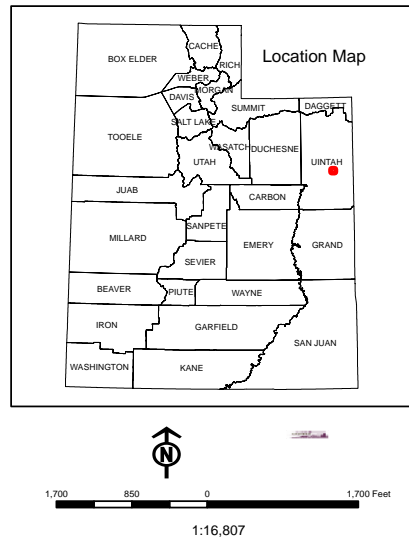 Location Map
BOX ELDER
CACHE
RICH
WEBER
MORGAN
DAVIS
SUMMIT
DAGGETT
SALT LAKE
TOOELE
WASATCH
DUCHESNE
UTAH
UINTAH
JUAB
CARBON
SANPETE
MILLARD
EMERY
GRAND
SEVIER
BEAVER
PIUTE
WAYNE
IRON
GARFIELD
SAN JUAN
WASHINGTON
KANE
N
1,700 850 0 1,700 Feet
1:16,807